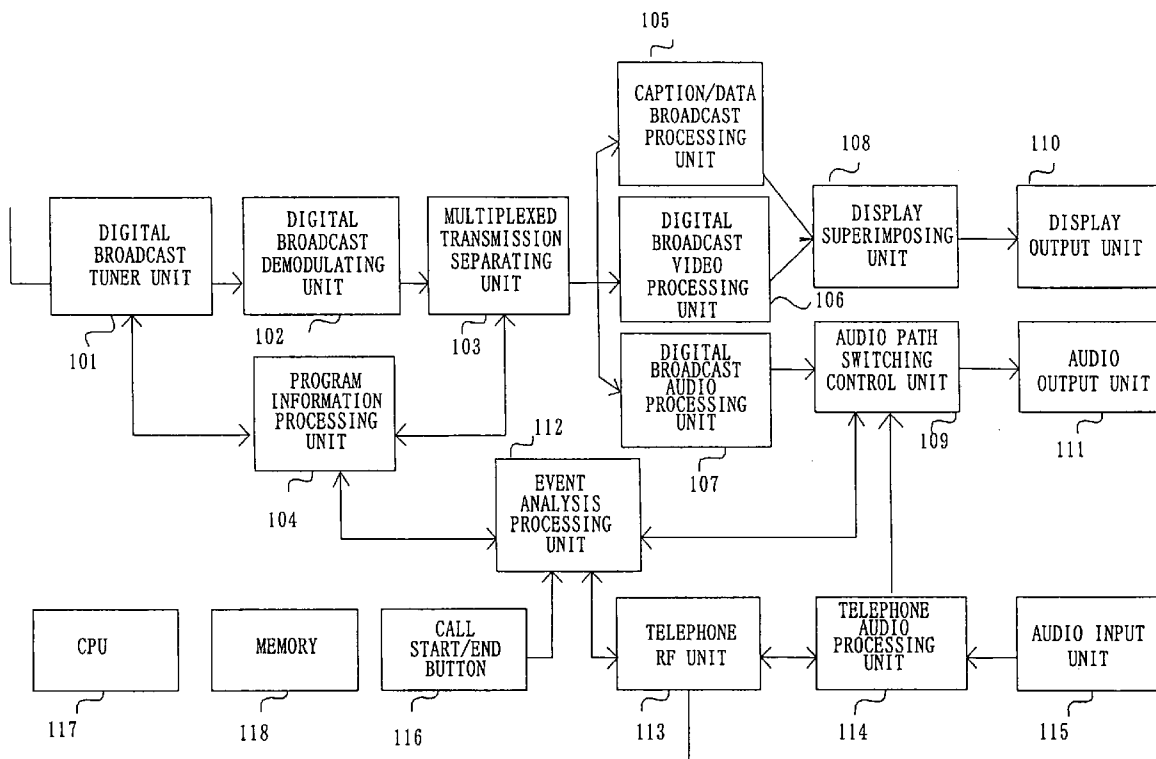 105
CAPTION/DATA
BROADCAST
PROCESSING
UNIT
108
110
DIGITAL
BROADCAST
TUNER UNIT
DIGITAL
BROADCAST
DEMODULATING
UNIT
MULTIPLEXED
TRANSMISSION
SEPARATING
UNIT
DIGITAL
BROADCAST
VIDEO
PROCESSING
UNIT
DISPLAY
SUPERIMPOSING
UNIT
DISPLAY
OUTPUT UNIT
101
102
103
106
PROGRAM
INFORMATION
PROCESSING
UNIT
DIGITAL
BROADCAST
AUDIO
PROCESSING
UNIT
AUDIO PATH
SWITCHING
CONTROL UNIT
AUDIO
OUTPUT UNIT
104
112
107
109
111
EVENT
ANALYSIS
PROCESSING
UNIT
CPU
MEMORY
CALL
START/END
BUTTON
TELEPHONE
RF UNIT
TELEPHONE
AUDIO
PROCESSING
UNIT
AUDIO INPUT
UNIT
117
118
116
113
114
115